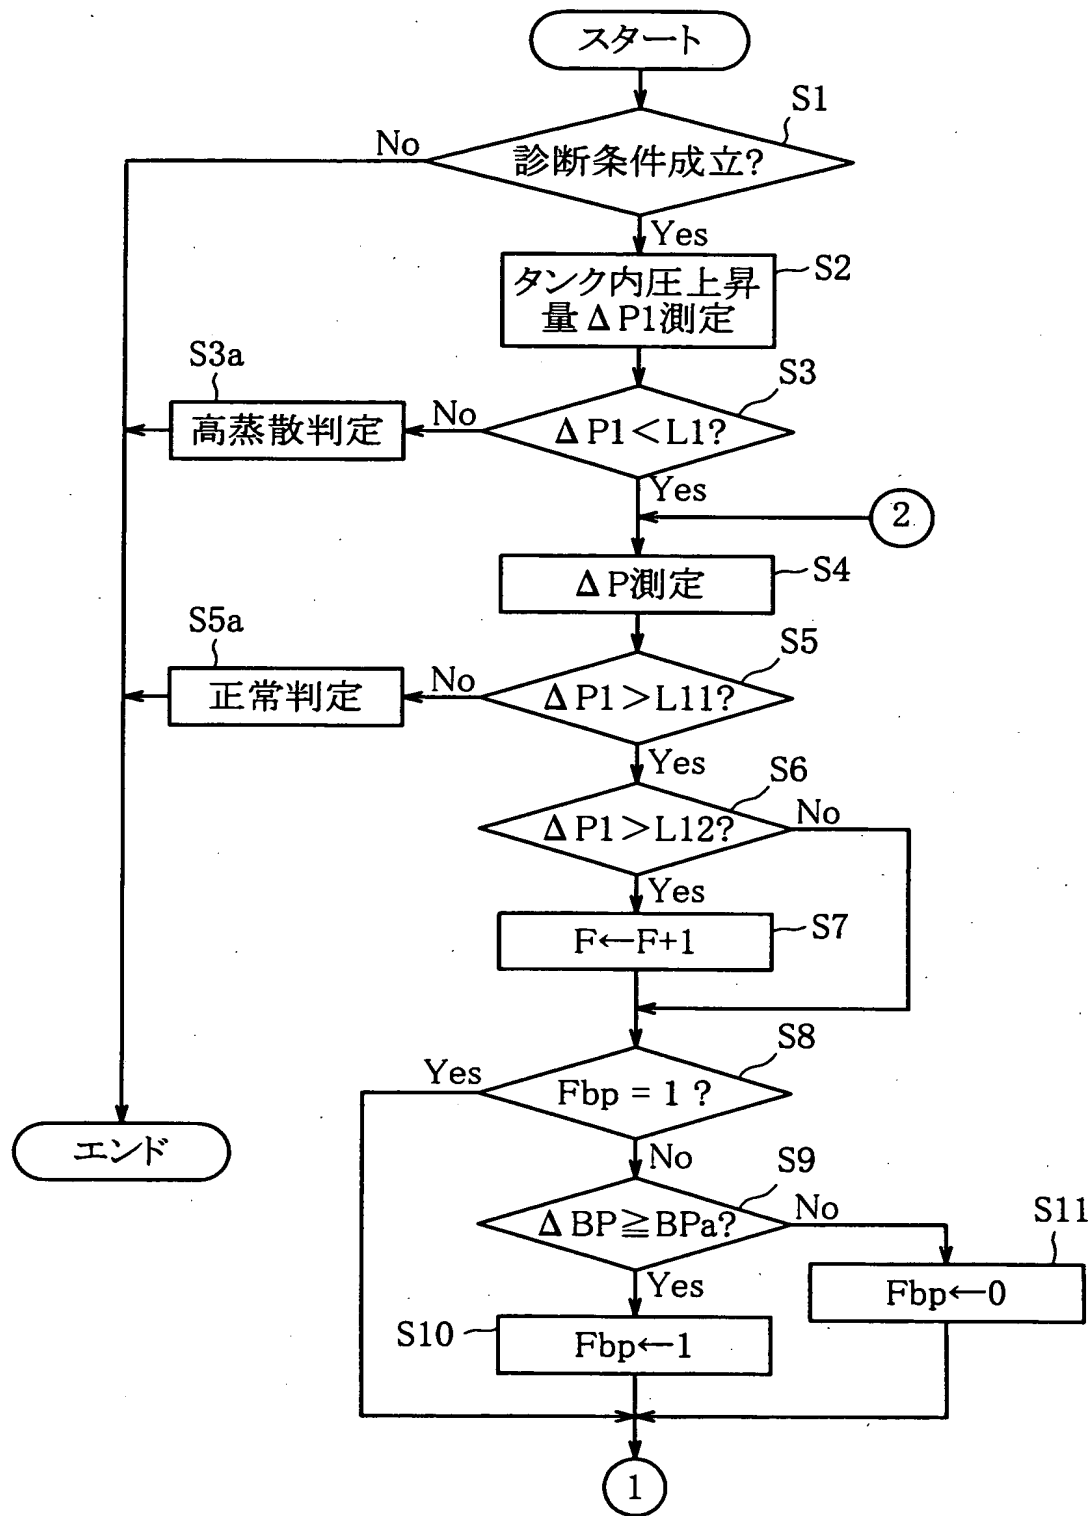 スタート
S1
診断条件成立?
No
Yes
S2
タンク内圧上昇
量ΔP1測定
S3a
高蒸散判定
No
S3
ΔP1<L1?
Yes
2
S4
ΔP測定
S5a
正常判定
No
S5
ΔP1>L11?
Yes
S6
ΔP1>L12?
No
Yes
S7
F←F+1
S8
Yes
Fbp = 1 ?
エンド
No
S9
ΔBP≧BPa?
No
S11
Yes
Fbp←0
S10
Fbp←1
1